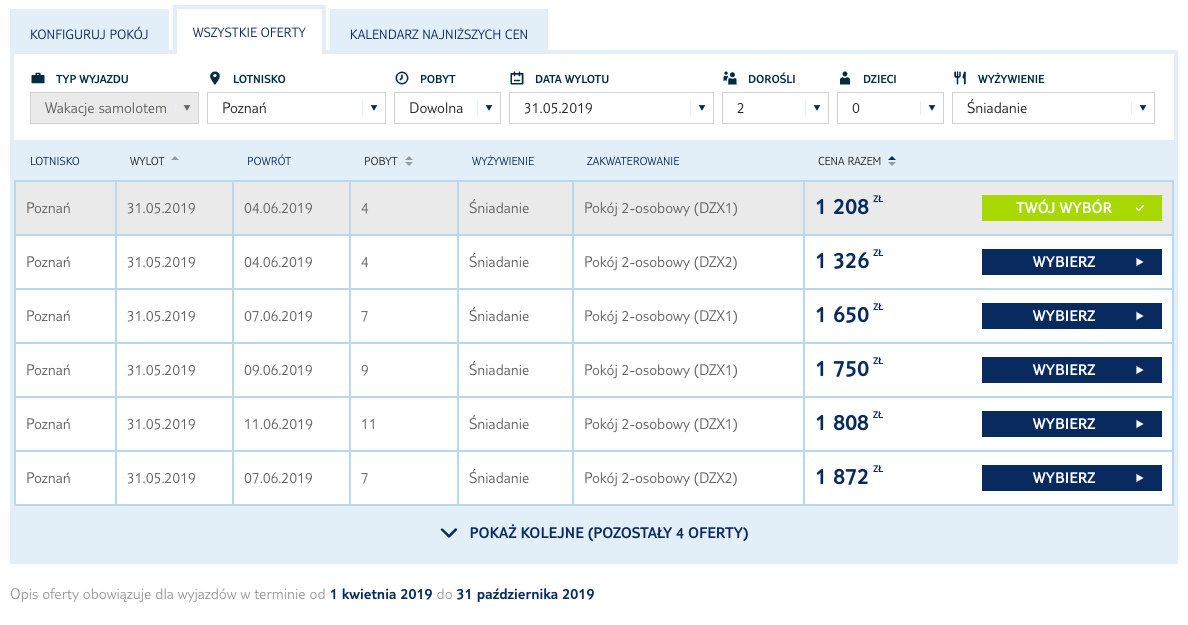 KONFIGURUJ POKÓJ WSZYSTKIE OFERTY KALENDARZ NAJNIŻSZYCH CEN
TYP WYJAZDU LOTNISKO POBYT DATA WYLOTU DOROŚLI DZIECI WYŻYWIENIE
Wakacje samolotem Poznań Dowolna 31.05.2019 2 0 Śniadanie
LOTNISKO WYLOT POWRÓT POBYT WYŻYWIENIE ZAKWATEROWANIE CENA RAZEM
Poznań 31.05.2019 04.06.2019 4 Śniadanie Pokój 2-osobowy (DZX1) 1 208 ZŁ TWÓJ WYBÓR
Poznań 31.05.2019 04.06.2019 4 Śniadanie Pokój 2-osobowy (DZX2) 1 326 ZŁ WYBIERZ
Poznań 31.05.2019 07.06.2019 7 Śniadanie Pokój 2-osobowy (DZX1) 1 650 ZŁ WYBIERZ
Poznań 31.05.2019 09.06.2019 9 Śniadanie Pokój 2-osobowy (DZX1) 1 750 ZŁ WYBIERZ
Poznań 31.05.2019 11.06.2019 11 Śniadanie Pokój 2-osobowy (DZX1) 1 808 ZŁ WYBIERZ
Poznań 31.05.2019 07.06.2019 7 Śniadanie Pokój 2-osobowy (DZX2) 1 872 ZŁ WYBIERZ
POKAŻ KOLEJNE (POZOSTAŁY 4 OFERTY)
Opis oferty obowiązuje dla wyjazdów w terminie od 1 kwietnia 2019 do 31 października 2019